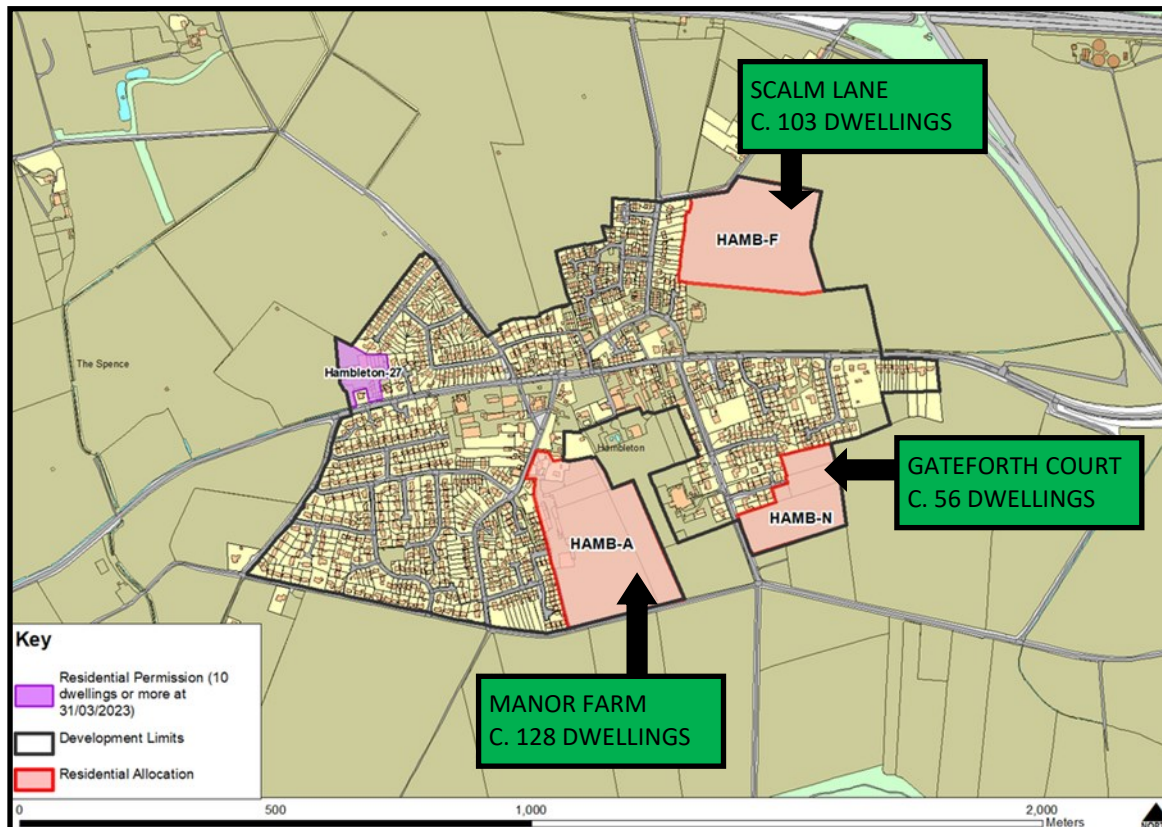 SCALM LANE
C. 103 DWELLINGS
HAMB-F
The Spence
Hambleton-27
Hambleton
GATEFORTH COURT
C. 56 DWELLINGS
HAMB-N
HAMB-A
MANOR FARM
C. 128 DWELLINGS
Key
Residential Permission (10
dwellings or more at
31/03/2023)
Development Limits
Residential Allocation
0 500 1,000 2,000
Meters
NORTH